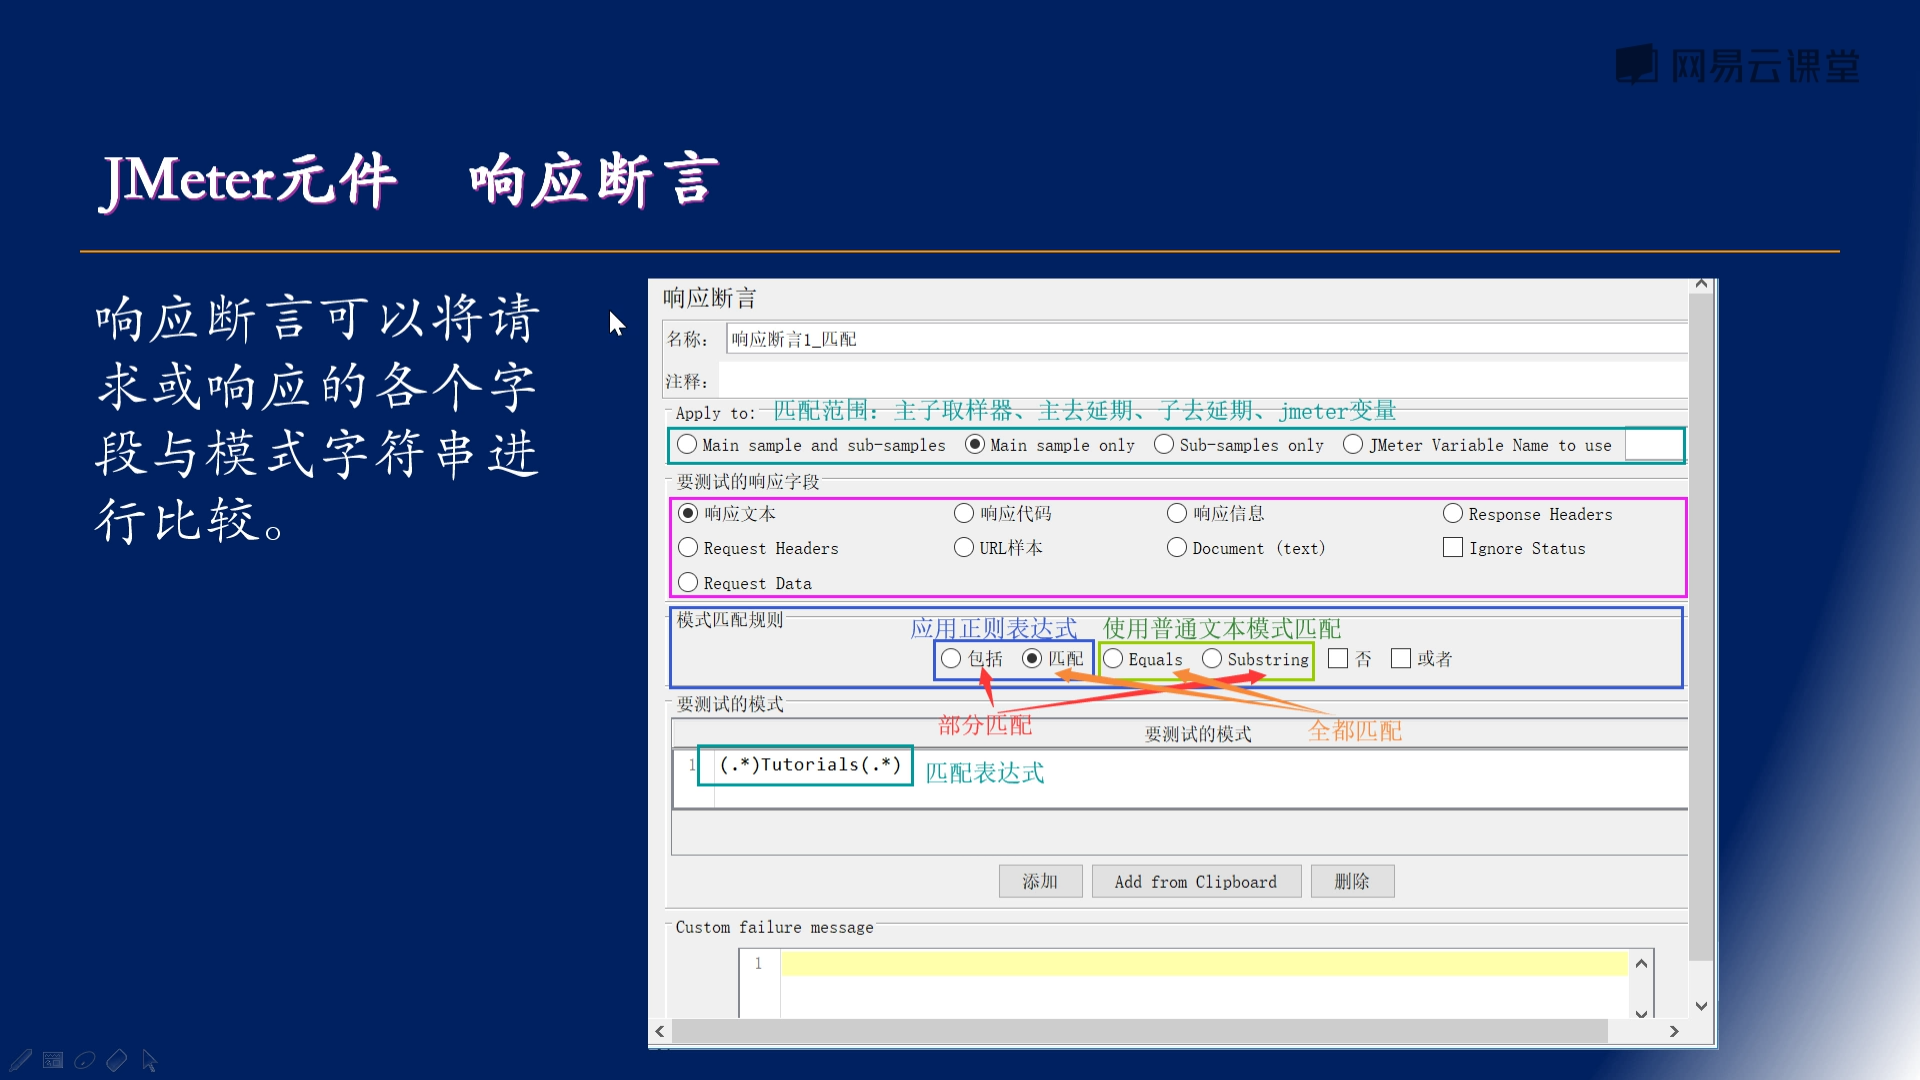 网易云课堂
JMeter元件 响应断言
响应断言可以将请
求或响应的各个字
段与模式字符串进
行比较。
响应断言
名称： 响应断言1_匹配
注释：
Apply to: 匹配范围：主子取样器、主去延期、子去延期、jmeter变量
Main sample and sub-samples Main sample only Sub-samples only JMeter Variable Name to use
要测试的响应字段
响应文本 响应代码 响应信息 Response Headers
Request Headers URL样本 Document (text) Ignore Status
Request Data
模式匹配规则
应用正则表达式 使用普通文本模式匹配
包括 匹配 Equals Substring 否 或者
要测试的模式
部分匹配 要测试的模式 全都匹配
1 (.*)Tutorials(.*) 匹配表达式
添加 Add from Clipboard 删除
Custom failure message
1